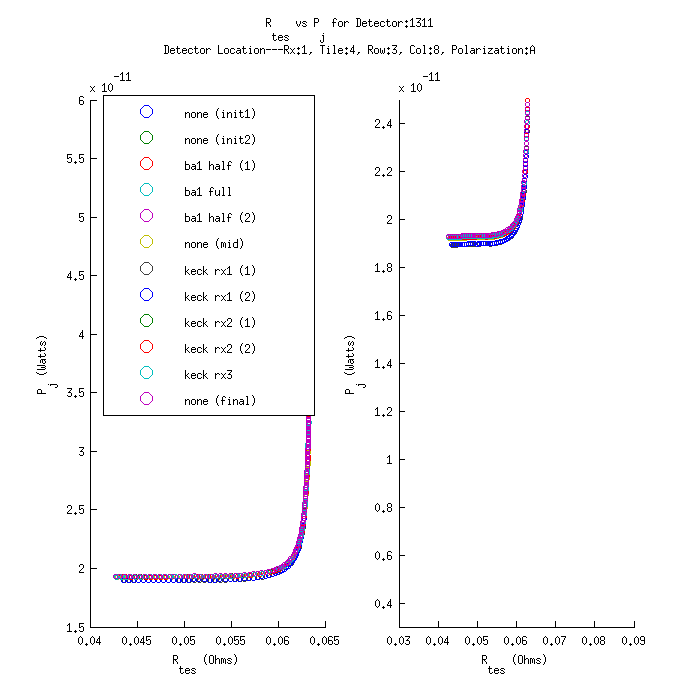 R_tes vs P_j for Detector:1311
Detector Location---Rx:1, Tile:4, Row:3, Col:8, Polarization:A
x 10^-11
6
5.5
5
4.5
4
3.5
3
2.5
2
1.5
P_j (Watts)
0.04 0.045 0.05 0.055 0.06 0.065
R_tes (Ohms)
none (init1)
none (init2)
ba1 half (1)
ba1 full
ba1 half (2)
none (mid)
keck rx1 (1)
keck rx1 (2)
keck rx2 (1)
keck rx2 (2)
keck rx3
none (final)
x 10^-11
2.4
2.2
2
1.8
1.6
1.4
1.2
1
0.8
0.6
0.4
P_j (Watts)
0.03 0.04 0.05 0.06 0.07 0.08 0.09
R_tes (Ohms)